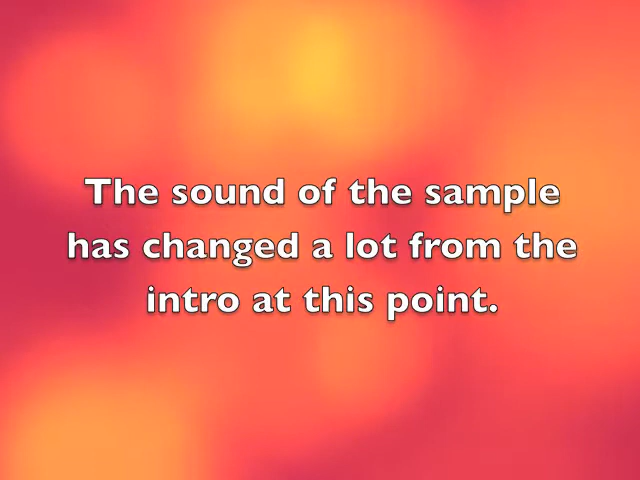 The sound of the sample
has changed a lot from the
intro at this point.